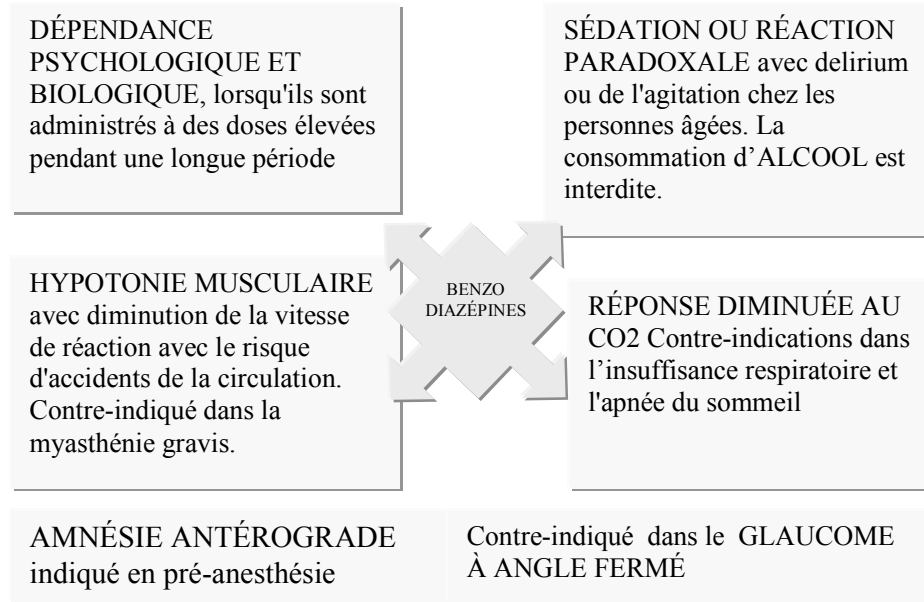 DÉPENDANCE
PSYCHOLOGIQUE ET
BIOLOGIQUE, lorsqu'ils sont
administrés à des doses élevées
pendant une longue période
SÉDATION OU RÉACTION
PARADOXALE avec delirium
ou de l'agitation chez les
personnes âgées. La
consommation d’ALCOOL est
interdite.
HYPOTONIE MUSCULAIRE
avec diminution de la vitesse
de réaction avec le risque
d'accidents de la circulation.
Contre-indiqué dans la
myasthénie gravis.
BENZO
DIAZÉPINES
RÉPONSE DIMINUÉE AU
CO2 Contre-indications dans
l’insuffisance respiratoire et
l'apnée du sommeil
AMNÉSIE ANTÉROGRADE
indiqué en pré-anesthésie
Contre-indiqué dans le GLAUCOME
À ANGLE FERMÉ